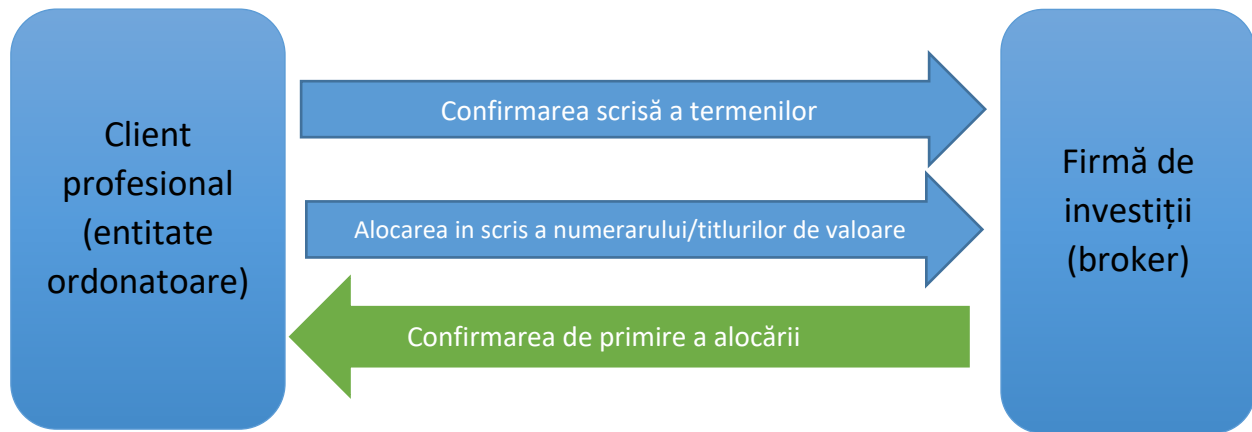 Client
profesional
(entitate
ordonatoare)
Confirmarea scrisă a termenilor
Alocarea in scris a numerarului/titlurilor de valoare
Confirmarea de primire a alocării
Firmă de
investiții
(broker)